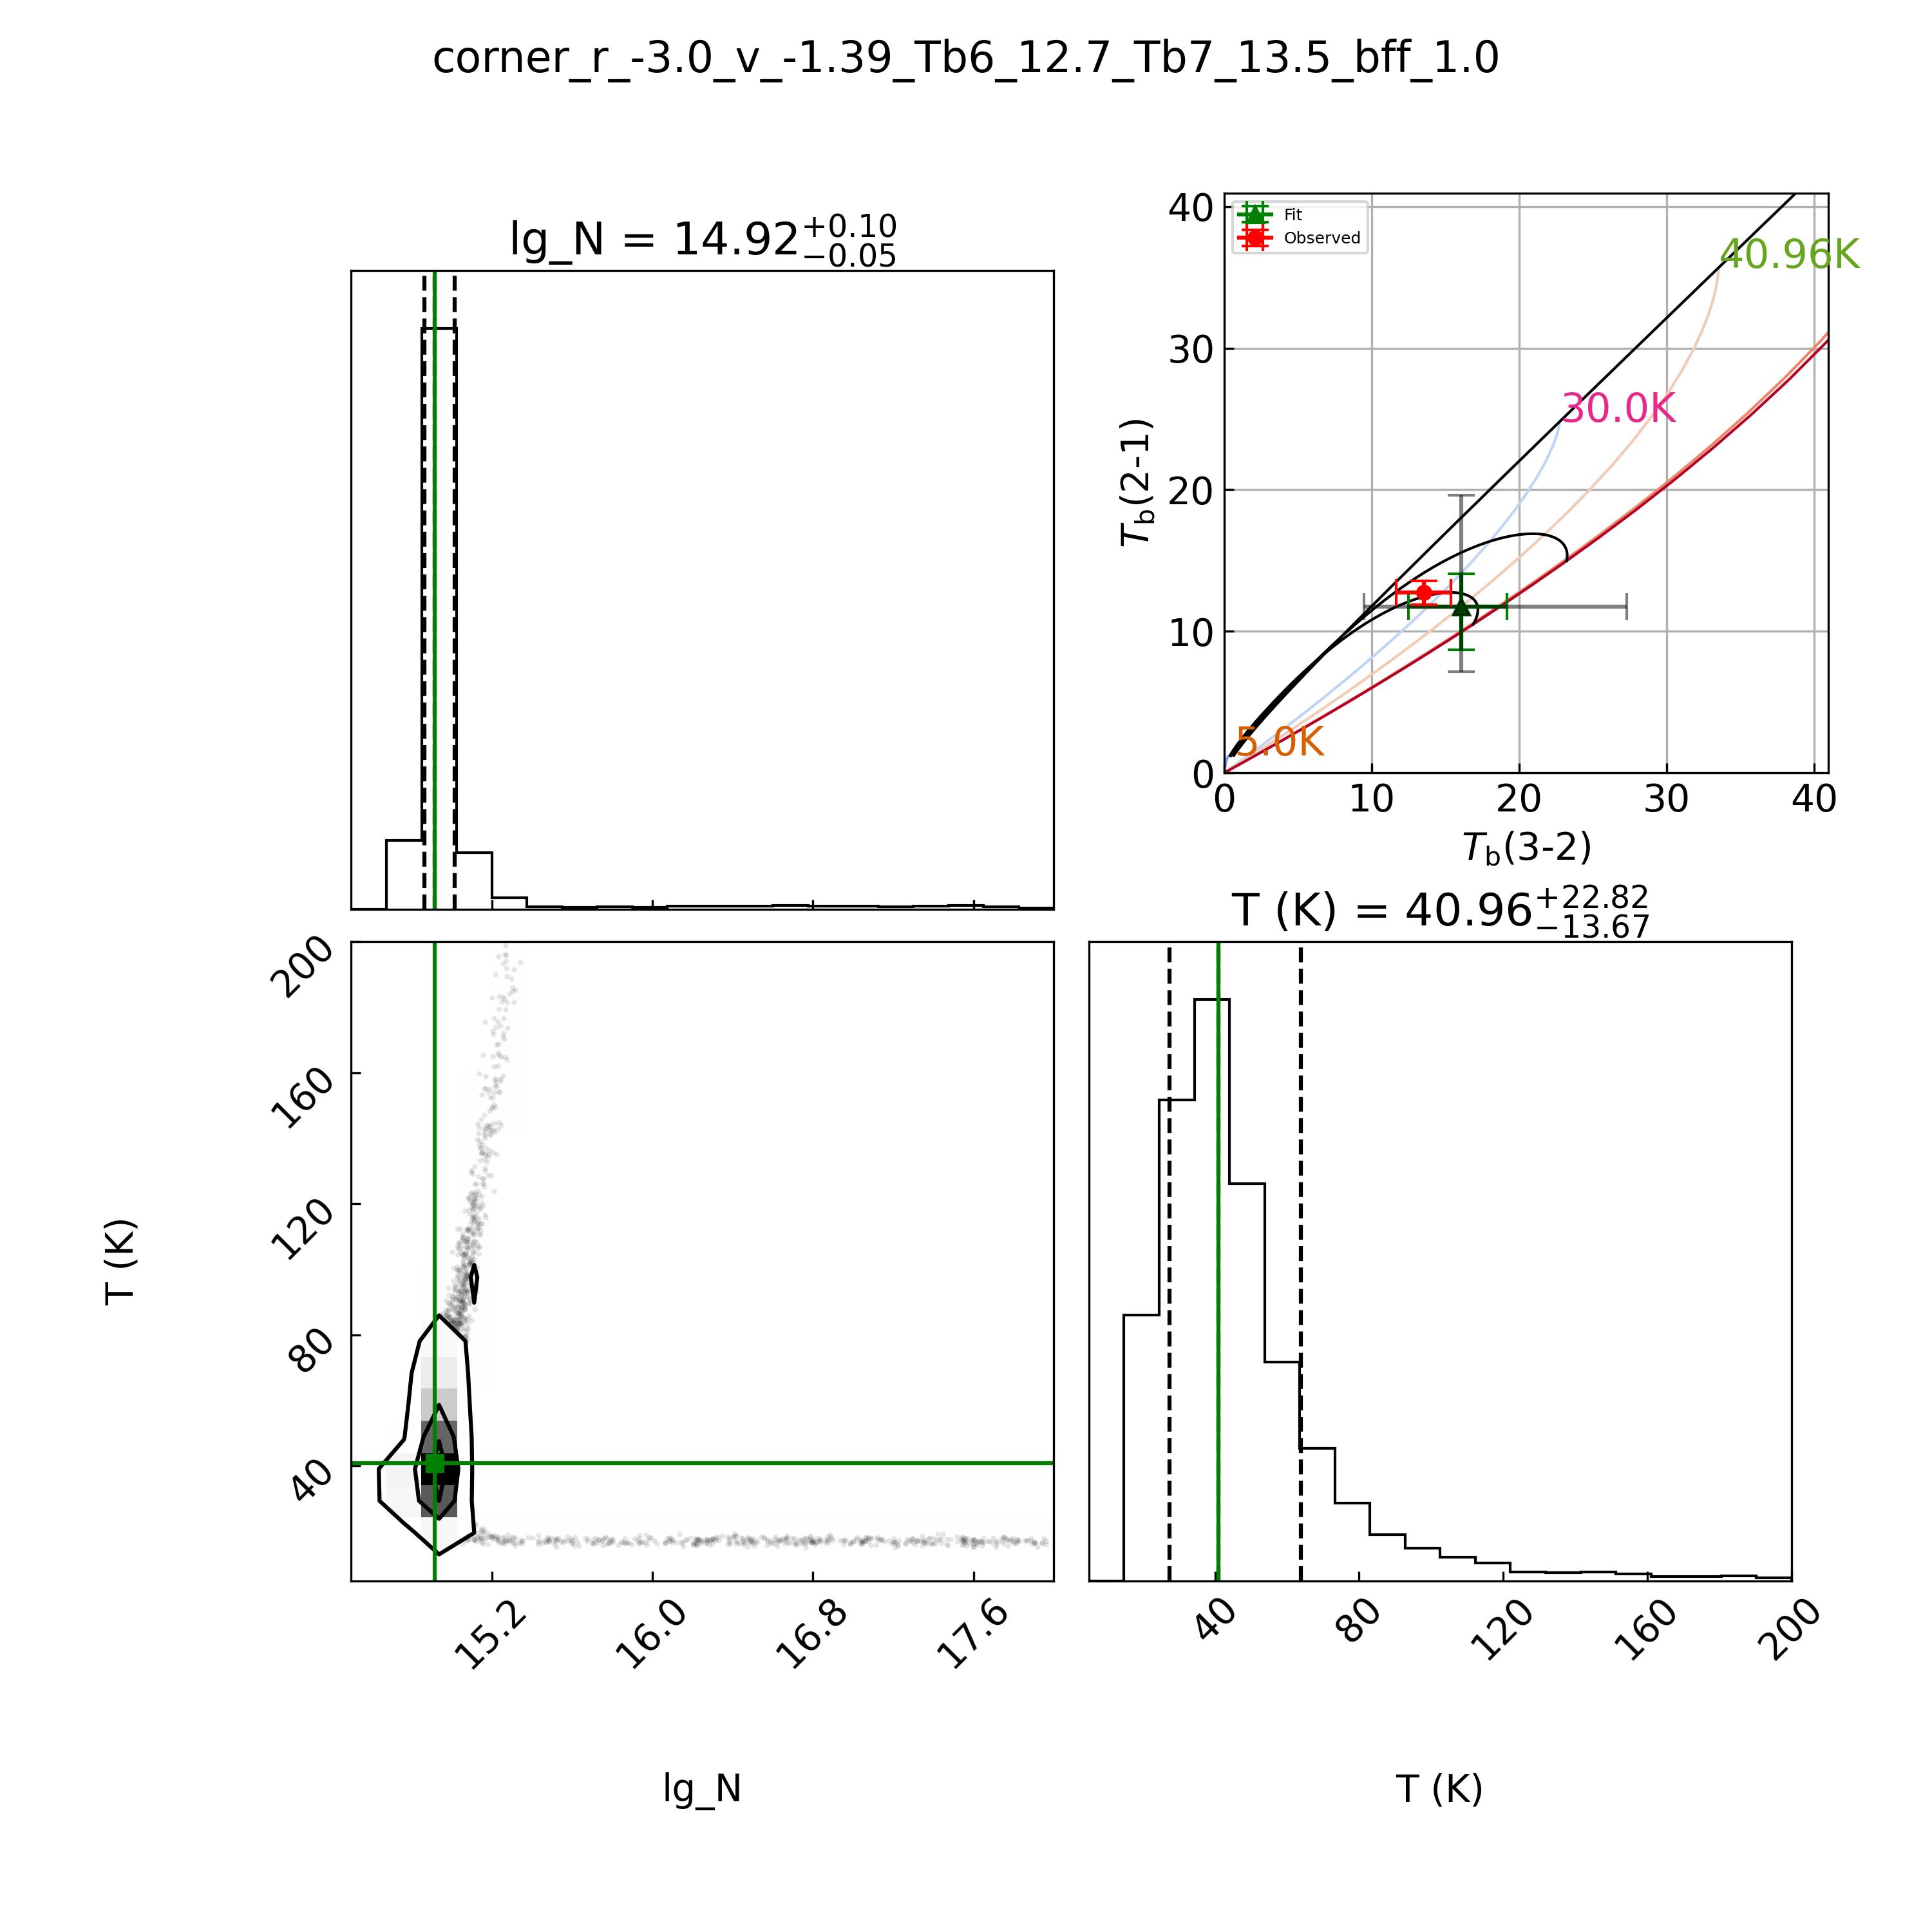 corner_r_-3.0_v_-1.39_Tb6_12.7_Tb7_13.5_bff_1.0
lg_N = 14.92+0.10
−0.05
40
30
20
10
0
Tb(2-1)
Fit
Observed
40.96K
30.0K
5.0K
0 10 20 30 40
Tb(3-2)
T (K) = 40.96+22.82
−13.67
200
160
120
80
40
T (K)
15.2 16.0 16.8 17.6
lg_N
40 80 120 160 200
T (K)